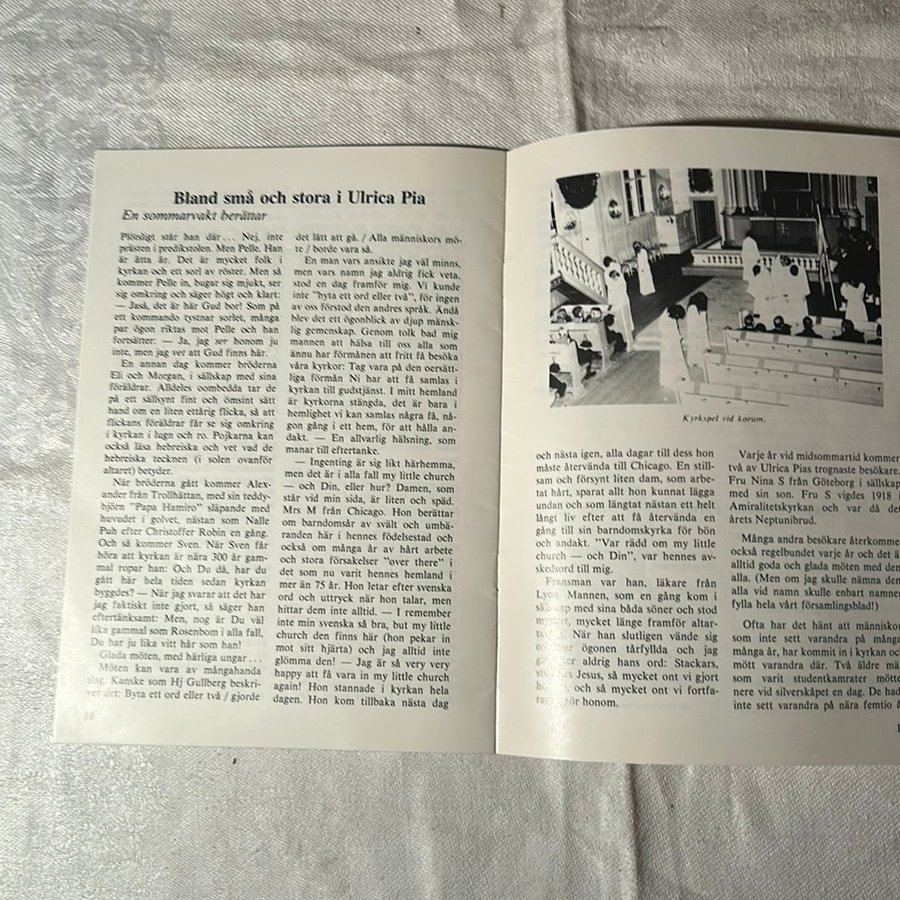 Bland små och stora i Ulrica Pia
En sommarvakt berättar
Plötsligt står han där... Nej, inte
prästen i predikstolen. Men Pelle. Han
är åtta år. Det är mycket folk i
kyrkan och ett sorl av röster. Men så
kommer Pelle in, bugar sig mjukt, ser
sig omkring och säger högt och klart:
— Jaså, det är här Gud bor! Som på
ett kommando tystnar sorlet, många
par ögon riktas mot Pelle och han
fortsätter: — Ja, jag ser honom ju
inte, men jag vet att Gud finns här.
En annan dag kommer bröderna
Eli och Morgan, i sällskap med sina
föräldrar. Alldeles oombedda tar de
på ett sällsynt fint och ömsint sätt
hand om en liten ettårig flicka, så att
flickans föräldrar får se sig omkring
i kyrkan i lugn och ro. Pojkarna kan
också läsa hebreiska och vet vad de
hebreiska tecknen (i solen ovanför
altaret) betyder.
När bröderna gått kommer Alex-
ander från Trollhättan, med sin teddy-
björn "Papa Hamiro" släpande med
huvudet i golvet, nästan som Nalle
Puh efter Christoffer Robin en gång.
Och så kommer Sven. När Sven får
höra att kyrkan är nära 300 år gam-
mal ropar han: Och Du då, har du
gått här hela tiden sedan kyrkan
byggdes? — När jag svarar att det har
jag faktiskt inte gjort, så säger han
eftertänksamt: Men, nog är Du väl
lika gammal som Rosenbom i alla fall,
Du har ju lika vitt hår som han!
Glada möten, med härliga ungar...
Möten kan vara av mångahanda
slag. Kanske som Hj Gullberg beskri-
ver det: Byta ett ord eller två / gjorde
16
det lätt att gå. / Alla människors mö-
te / borde vara så.
En man vars ansikte jag väl minns,
men vars namn jag aldrig fick veta,
stod en dag framför mig. Vi kunde
inte "byta ett ord eller två", för ingen
av oss förstod den andres språk. Ändå
blev det ett ögonblick av djup mänsk-
lig gemenskap. Genom tolk bad mig
mannen att hälsa till oss alla som
ännu har förmånen att fritt få besöka
våra kyrkor: Tag vara på den oersätt-
liga förmån Ni har att få samlas i
kyrkan till gudstjänst. I mitt hemland
är kyrkorna stängda, det är bara i
hemlighet vi kan samlas några få, nå-
gon gång i ett hem, för att hålla an-
dakt. — En allvarlig hälsning, som
manar till eftertanke.
— Ingenting är sig likt härhemma,
men det är i alla fall my little church
— och Din, eller hur? Damen, som
står vid min sida, är liten och späd.
Mrs M från Chicago. Hon berättar
om barndomsår av svält och umbä-
randen här i hennes födelsestad och
också om många år av hårt arbete
och stora försakelser "over there" i
det som nu varit hennes hemland i
mer än 75 år. Hon letar efter svenska
ord och uttryck när hon talar, men
hittar dem inte alltid. — I remember
inte min svenska så bra, but my little
church den finns här (hon pekar in
mot sitt hjärta) och jag alltid inte
glömma den! — Jag är så very very
happy att få vara in my little church
again! Hon stannade i kyrkan hela
dagen. Hon kom tillbaka nästa dag
Kyrkspel vid korum.
och nästa igen, alla dagar till dess hon
måste återvända till Chicago. En still-
sam och försynt liten dam, som arbe-
tat hårt, sparat allt hon kunnat lägga
undan och som längtat nästan ett helt
långt liv efter att få återvända en
gång till sin barndomskyrka för bön
och andakt. "Var rädd om my little
church — och Din", var hennes av-
skedsord till mig.
Fransman var han, läkare från
Lyon. Mannen, som en gång kom i
sällskap med sina båda söner och stod
mycket, mycket länge framför altar-
När han slutligen vände sig
ögonen tårfyllda och jag
aldrig hans ord: Stackars,
Jesus, så mycket ont vi gjort
och så mycket ont vi fortfa-
gör honom.
Varje år vid midsommartid kommer
två av Ulrica Pias trognaste besökare.
Fru Nina S från Göteborg i sällskap
med sin son. Fru S vigdes 1918 i
Amiralitetskyrkan och var då det
årets Neptunibrud.
Många andra besökare återkomme
också regelbundet varje år och det ä
alltid goda och glada möten med dem
alla. (Men om jag skulle nämna dem
alla vid namn skulle enbart namnen
fylla hela vårt församlingsblad!)
Ofta har det hänt att människor
som inte sett varandra på många
många år, har kommit in i kyrkan oc
mött varandra där. Två äldre mä
som varit studentkamrater mötte
nere vid silverskåpet en dag. De had
inte sett varandra på nära femtio å